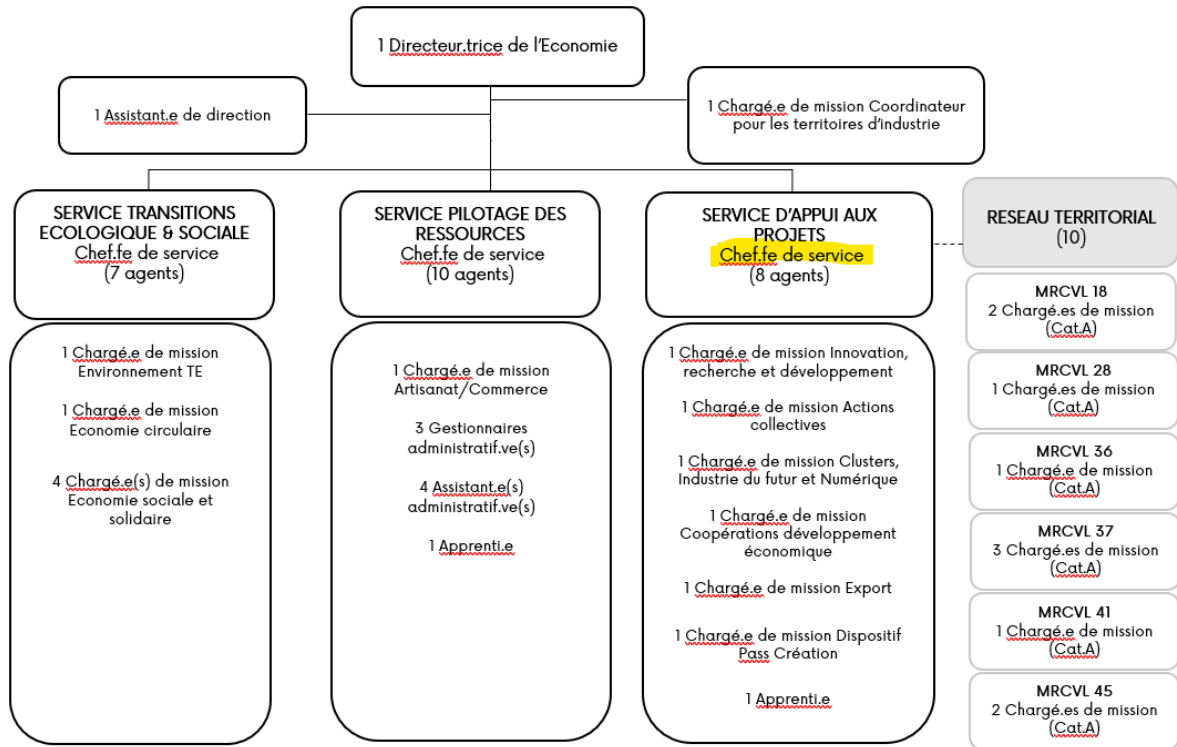 1 Directeur.trice de l'Economie
1 Assistant.e de direction
1 Chargé.e de mission Coordinateur
pour les territoires d'industrie
SERVICE TRANSITIONS
ECOLOGIQUE & SOCIALE
Chef.fe de service
(7 agents)
1 Chargé.e de mission
Environnement TE
1 Chargé.e de mission
Economie circulaire
4 Chargé.e(s) de mission
Economie sociale et
solidaire
SERVICE PILOTAGE DES
RESSOURCES
Chef.fe de service
(10 agents)
1 Chargé.e de mission
Artisanat/Commerce
3 Gestionnaires
administratif.ve(s)
4 Assistant.e(s)
administratif.ve(s)
1 Apprenti.e
SERVICE D'APPUI AUX
PROJETS
Chef.fe de service
(8 agents)
1 Chargé.e de mission Innovation,
recherche et développement
1 Chargé.e de mission Actions
collectives
1 Chargé.e de mission Clusters,
Industrie du futur et Numérique
1 Chargé.e de mission
Coopérations développement
économique
1 Chargé.e de mission Export
1 Chargé.e de mission Dispositif
Pass Création
1 Apprenti.e
RESEAU TERRITORIAL
(10)
MRCVL 18
2 Chargé.es de mission
(Cat.A)
MRCVL 28
1 Chargé.es de mission
(Cat.A)
MRCVL 36
1 Chargé.e de mission
(Cat.A)
MRCVL 37
3 Chargé.es de mission
(Cat.A)
MRCVL 41
1 Chargé.e de mission
(Cat.A)
MRCVL 45
2 Chargé.es de mission
(Cat.A)